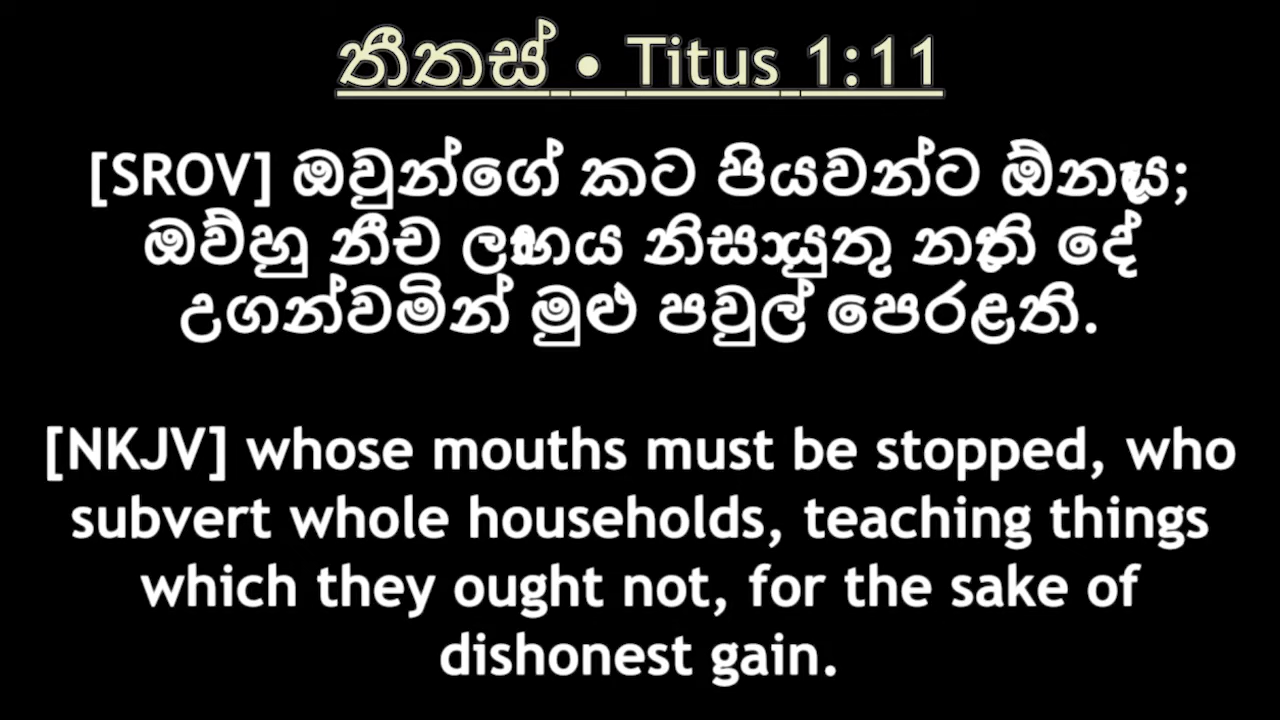 තීතස් • Titus 1:11
[SROV] ඔවුන්ගේ කට පියවන්ට ඕනෑය;
ඔව්හු නීච ලාභය නිසා යුතු නැති දේ
උගන්වමින් මුළු පවුල් පෙරළති.
[NKJV] whose mouths must be stopped, who
subvert whole households, teaching things
which they ought not, for the sake of
dishonest gain.